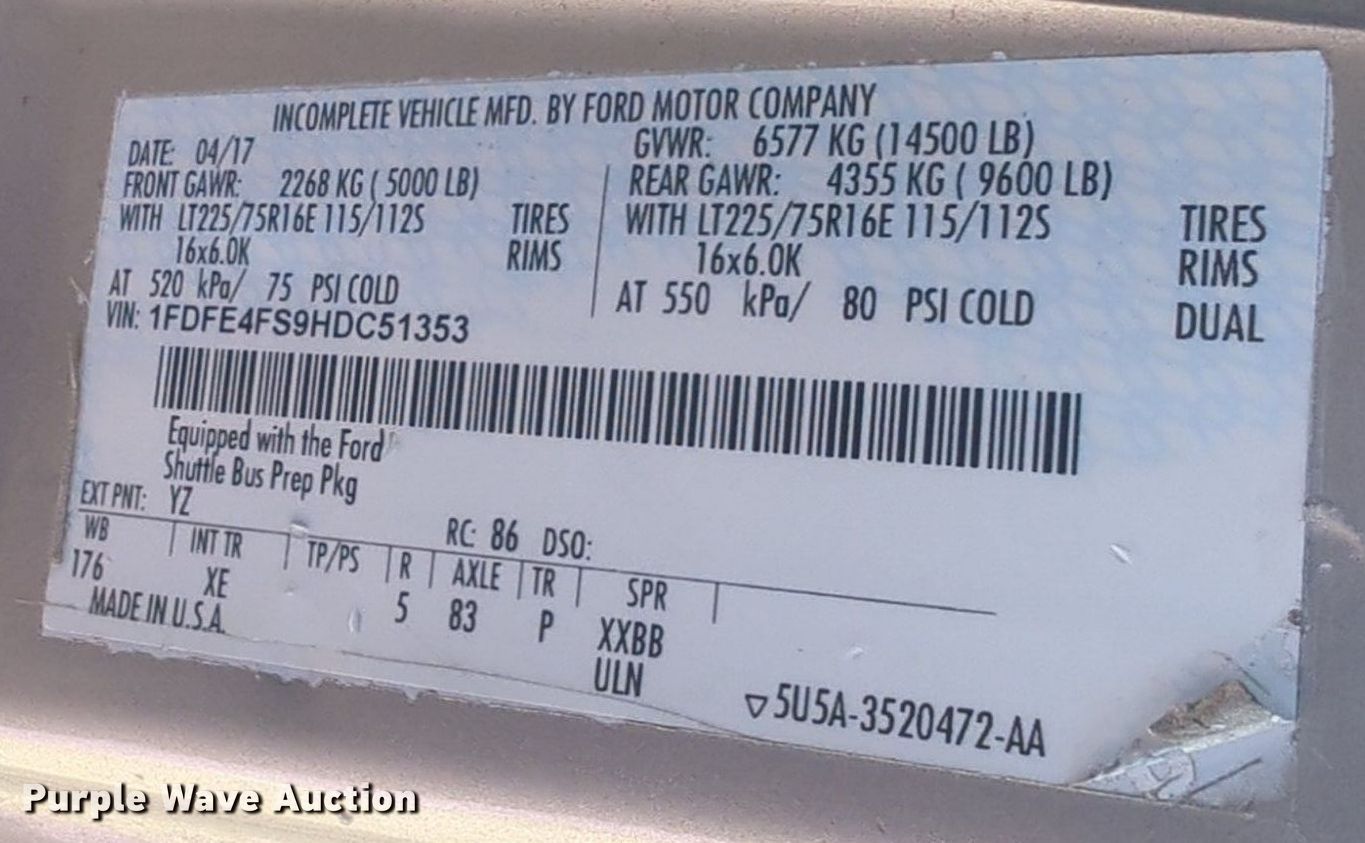 INCOMPLETE VEHICLE MFD. BY FORD MOTOR COMPANY
DATE: 04/17 GVWR: 6577 KG (14500 LB)
FRONT GAWR: 2268 KG ( 5000 LB) REAR GAWR: 4355 KG ( 9600 LB)
WITH LT225/75R16E 115/112S TIRES WITH LT225/75R16E 115/112S TIRES
16x6.0K RIMS 16x6.0K RIMS
AT 520 kPa/ 75 PSI COLD AT 550 kPa/ 80 PSI COLD DUAL
VIN: 1FDFE4FS9HDC51353
Equipped with the Ford
Shuttle Bus Prep Pkg
EXT PNT: YZ RC: 86 DSO:
WB INT TR TP/PS R AXLE TR SPR
176 XE 5 83 P XXBB
MADE IN U.S.A. ULN
▽5U5A-3520472-AA
Purple Wave Auction